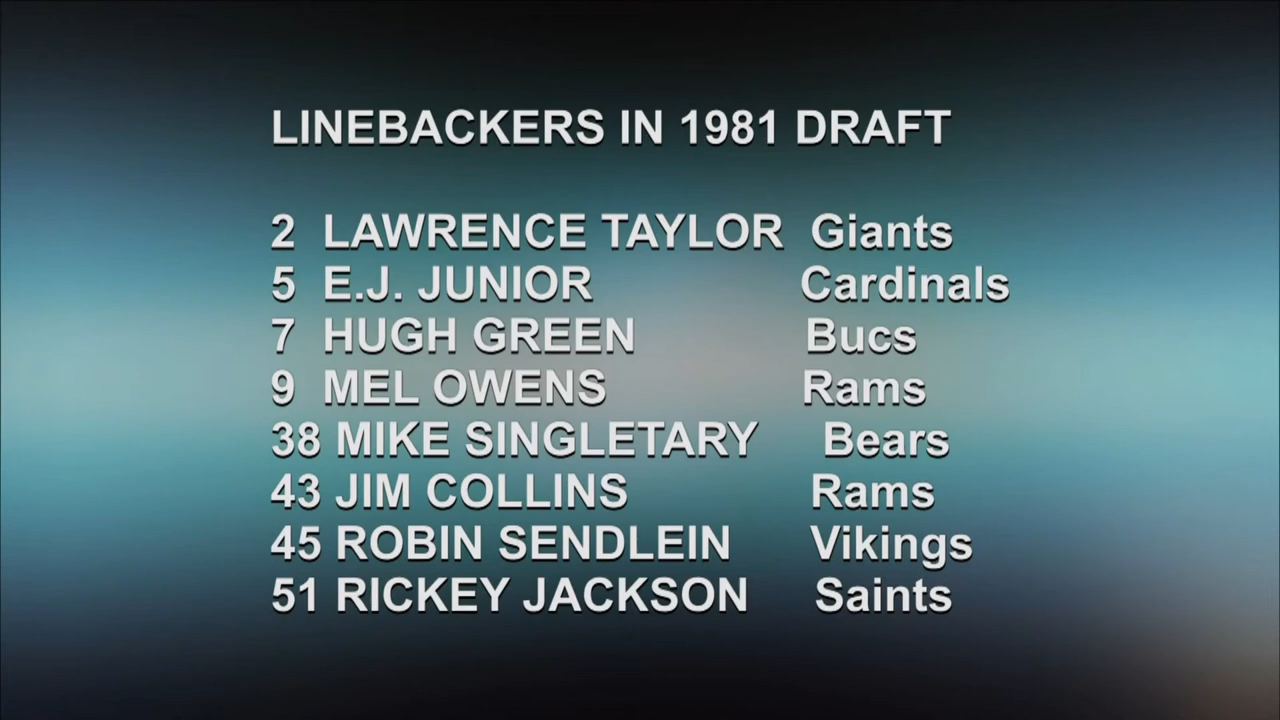 LINEBACKERS IN 1981 DRAFT
2 LAWRENCE TAYLOR Giants
5 E.J. JUNIOR Cardinals
7 HUGH GREEN Bucs
9 MEL OWENS Rams
38 MIKE SINGLETARY Bears
43 JIM COLLINS Rams
45 ROBIN SENDLEIN Vikings
51 RICKEY JACKSON Saints